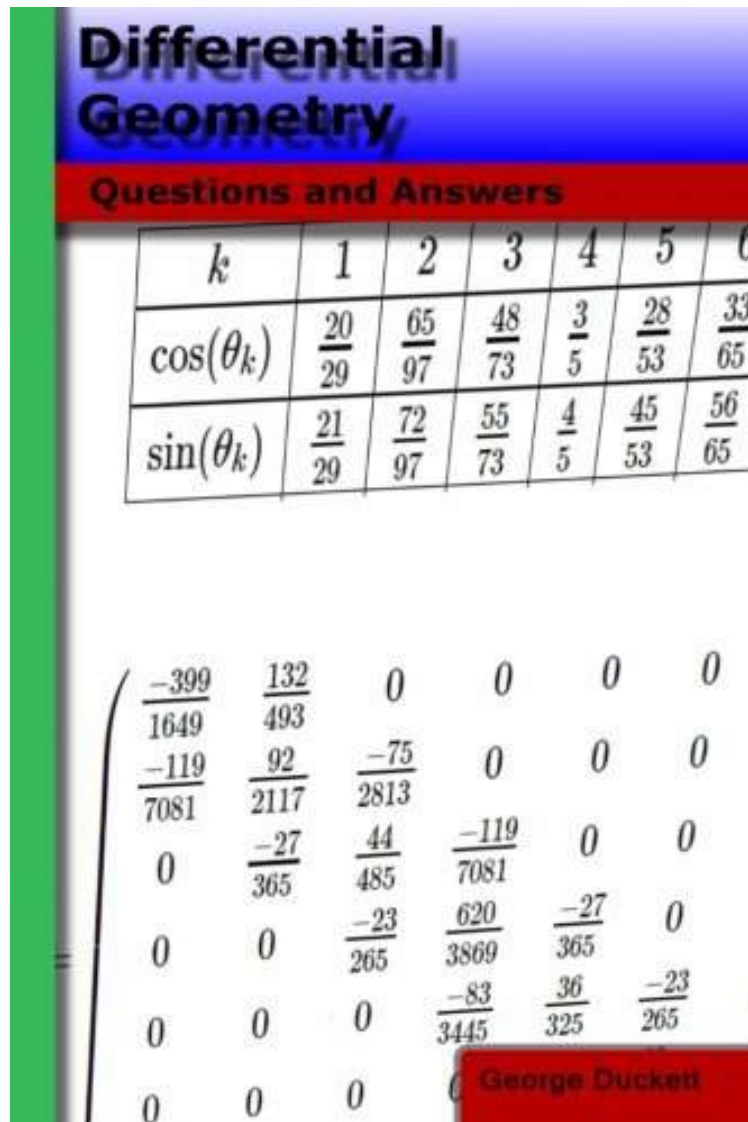 Differential
Geometry
Questions and Answers
k 1 2 3 4 5
cos(θk) 20/29 65/97 48/73 3/5 28/53 33/65
sin(θk) 21/29 72/97 55/73 4/5 45/53 56/65
-399/1649 132/493 0 0 0 0
-119/7081 92/2117 -75/2813 0 0 0
0 -27/365 44/485 -119/7081 0 0
= 0 0 -23/265 620/3869 -27/365 0
0 0 0 -83/3445 36/325 -23/265
0 0 0
George Duckett